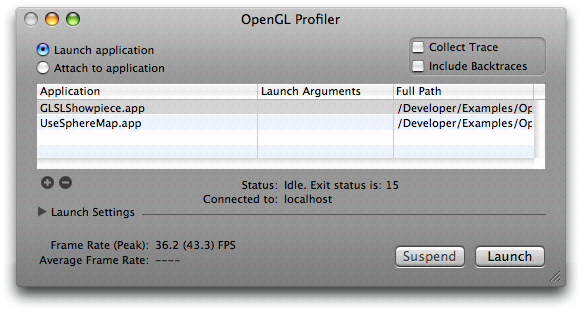 OpenGL Profiler
Launch application
Attach to application
Collect Trace
Include Backtraces
Application Launch Arguments Full Path
GLSLShowpiece.app /Developer/Examples/Op
UseSphereMap.app /Developer/Examples/Op
Status: Idle. Exit status is: 15
Connected to: localhost
Launch Settings
Frame Rate (Peak): 36.2 (43.3) FPS
Average Frame Rate: ----
Suspend Launch